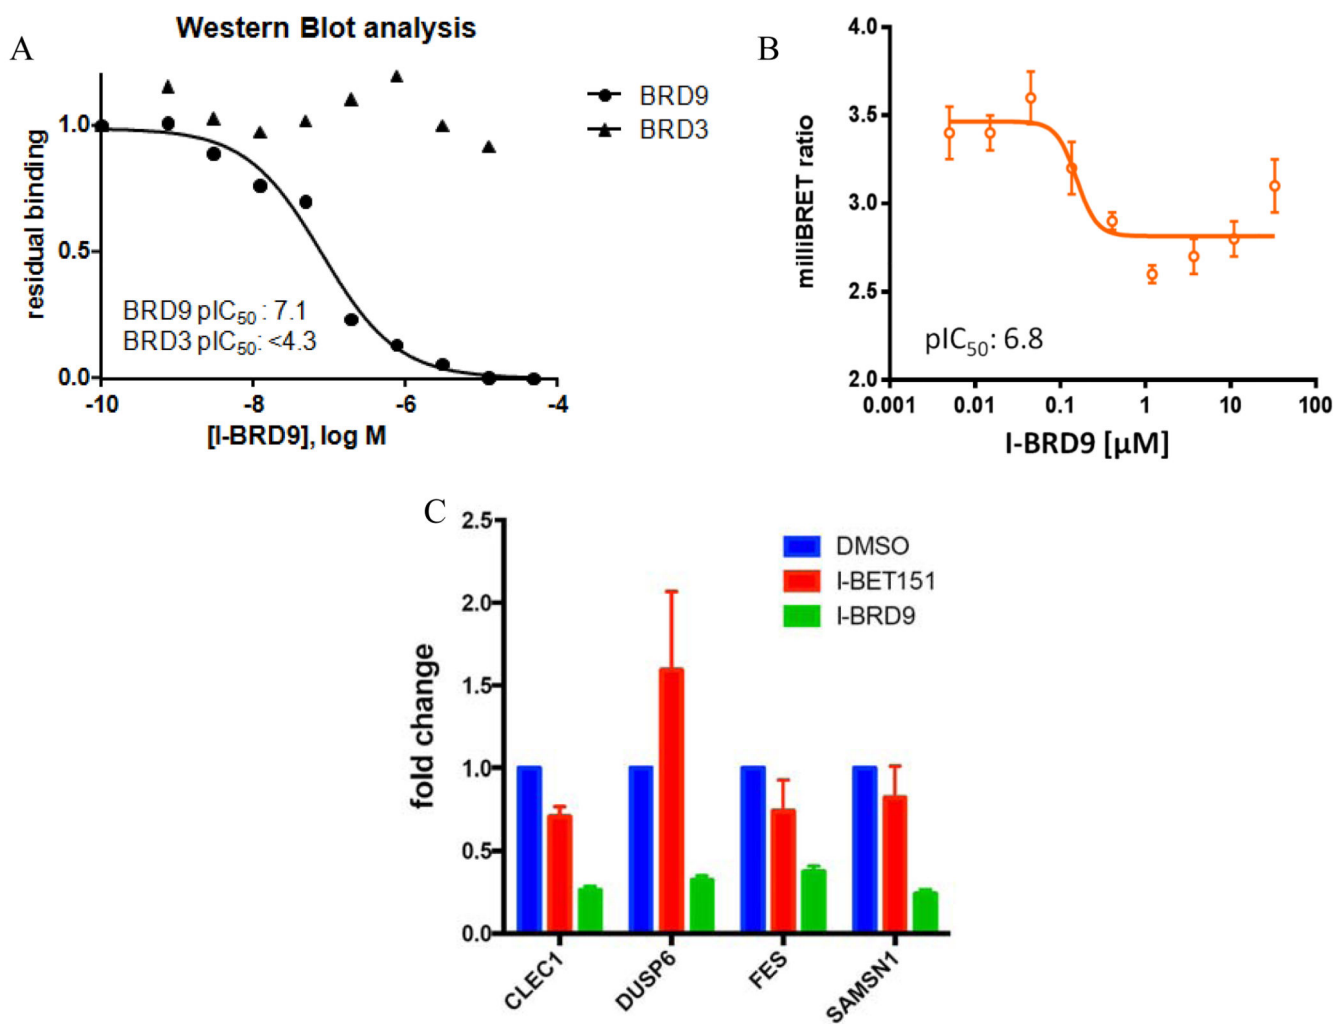 A
Western Blot analysis
residual binding
1.0
0.5
0.0
BRD9
BRD3
BRD9 pIC50 : 7.1
BRD3 pIC50: <4.3
-10
-8
-6
-4
[I-BRD9], log M
B
milliBRET ratio
4.0
3.5
3.0
2.5
2.0
pIC50: 6.8
0.001
0.01
0.1
1
10
100
I-BRD9 [µM]
C
fold change
2.5
2.0
1.5
1.0
0.5
0.0
DMSO
I-BET151
I-BRD9
CLEC1
DUSP6
FES
SAMSN1